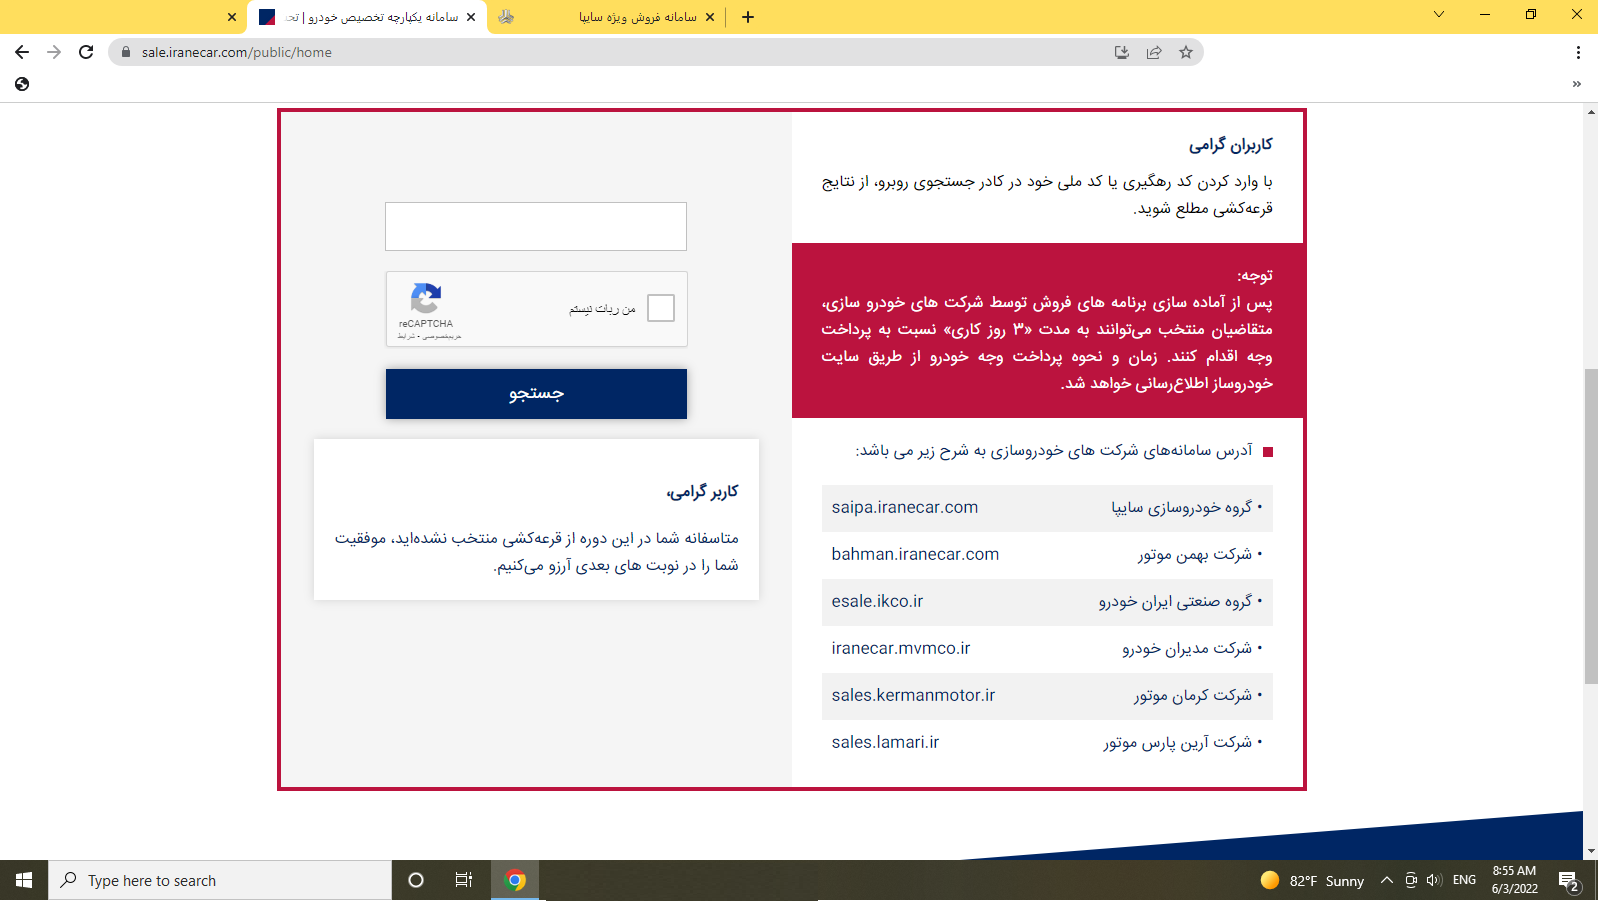 سامانه یکپارچه تخصیص خودرو | تخ
سامانه فروش ویژه سایپا
sale.iranecar.com/public/home
کاربران گرامی
با وارد کردن کد رهگیری یا کد ملی خود در کادر جستجوی روبرو، از نتایج
قرعه‌کشی مطلع شوید.
توجه:
پس از آماده سازی برنامه های فروش توسط شرکت های خودرو سازی،
متقاضیان منتخب می‌توانند به مدت «۳ روز کاری» نسبت به پرداخت
وجه اقدام کنند. زمان و نحوه پرداخت وجه خودرو از طریق سایت
خودروساز اطلاع‌رسانی خواهد شد.
آدرس سامانه‌های شرکت های خودروسازی به شرح زیر می باشد:
• گروه خودروسازی سایپا saipa.iranecar.com
• شرکت بهمن موتور bahman.iranecar.com
• گروه صنعتی ایران خودرو esale.ikco.ir
• شرکت مدیران خودرو iranecar.mvmco.ir
• شرکت کرمان موتور sales.kermanmotor.ir
• شرکت آرین پارس موتور sales.lamari.ir
من ربات نیستم
reCAPTCHA
حریم‌خصوصی - شرایط
جستجو
کاربر گرامی،
متاسفانه شما در این دوره از قرعه‌کشی منتخب نشده‌اید، موفقیت
شما را در نوبت های بعدی آرزو می‌کنیم.
Type here to search
82°F Sunny
ENG
8:55 AM
6/3/2022
2